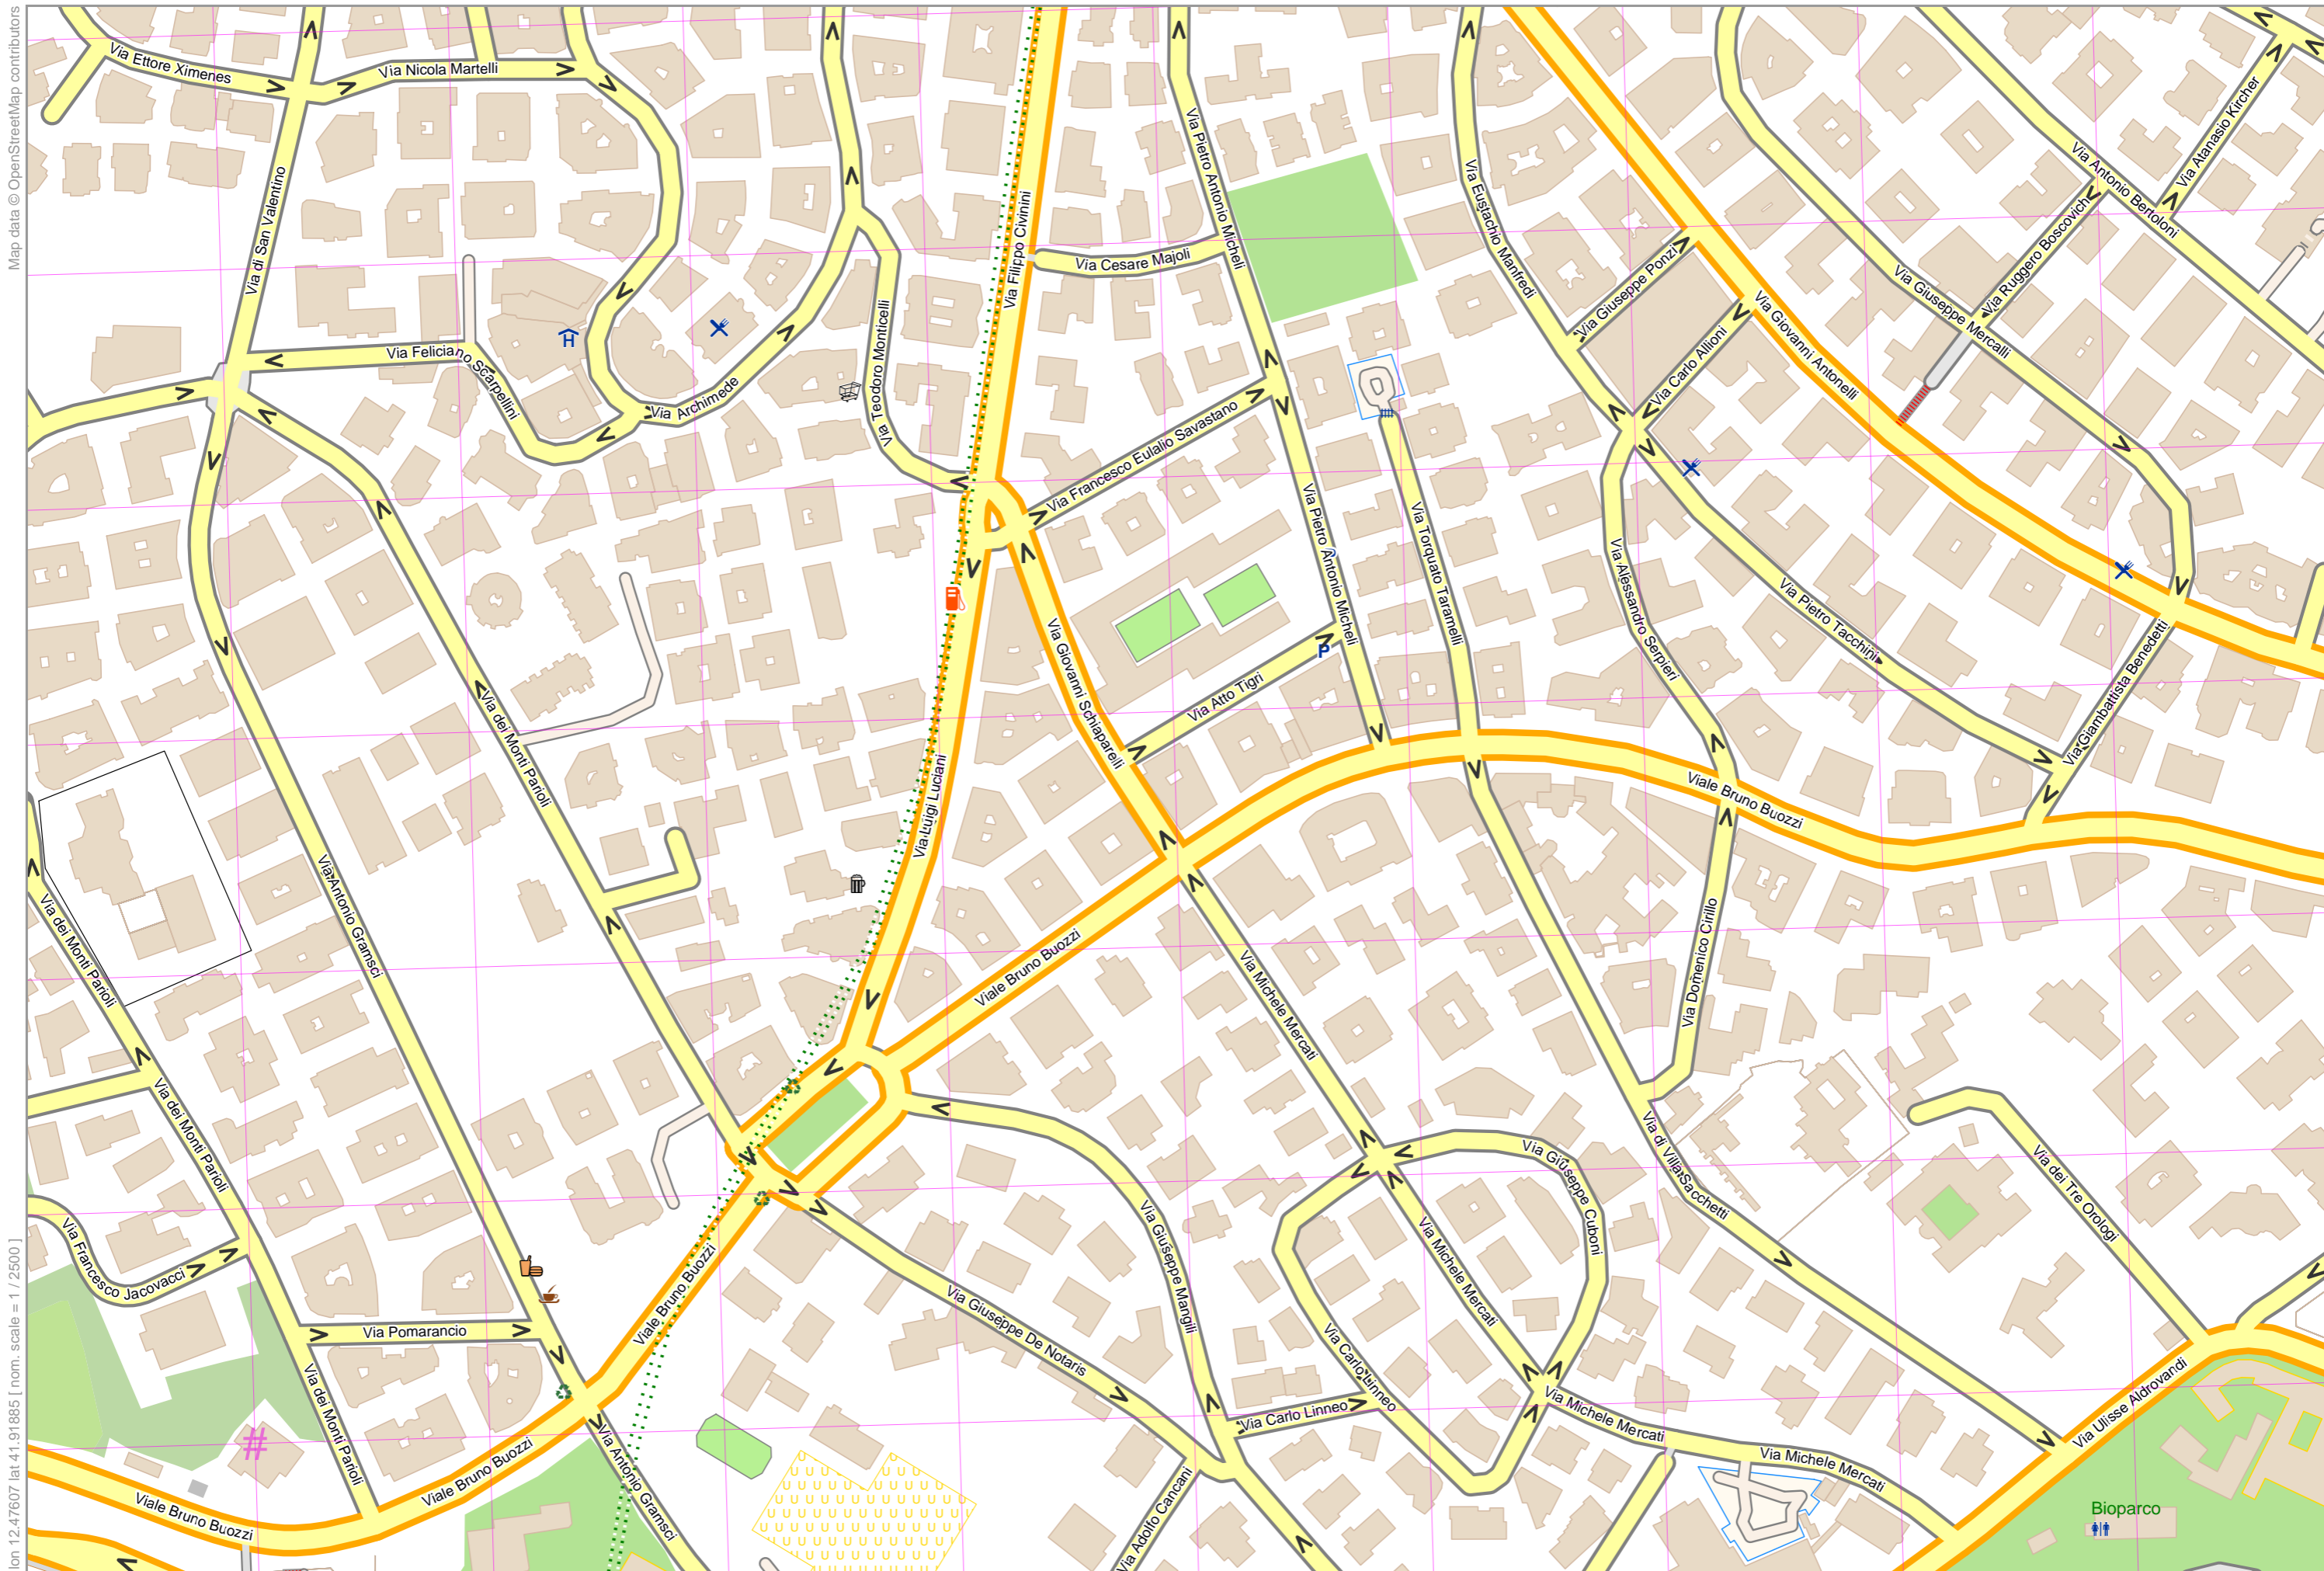 Map data © OpenStreetMap contributors
lon 12.47607 lat 41.91885 [ nom. scale = 1 / 2500 ]
Via Ettore Ximenes
Via Nicola Martelli
Via di San Valentino
Via Feliciano Scarpellini
Via Archimede
Via Teodoro Monticelli
Via Filippo Civinini
Via Cesare Majoli
Via Pietro Antonio Micheli
Via Eustachio Manfredi
Via Giuseppe Ponzi
Via Carlo Allioni
Via Giovanni Antonelli
Via Giuseppe Mercalli
Via Ruggero Boscovich
Via Antonio Bertoloni
Via Atanasio Kircher
H
Via Francesco Eulalio Savastano
Via Pietro Antonio Micheli
Via Torquato Taramelli
Via Alessandro Serpieri
Via Pietro Tacchini
Via Giambattista Benedetti
Via Giovanni Schiaparelli
Via Atto Tigri
P
Via Luigi Luciani
Via dei Monti Parioli
Via Antonio Gramsci
Via dei Monti Parioli
Viale Bruno Buozzi
Viale Bruno Buozzi
Via Domenico Cirillo
Via Michele Mercati
Via dei Monti Parioli
Via Francesco Jacovacci
Via Pomarancio
Via dei Monti Parioli
Viale Bruno Buozzi
Viale Bruno Buozzi
Viale Bruno Buozzi
Via Antonio Gramsci
Via Giuseppe De Notaris
Via Giuseppe Mangili
Via Carlo Linneo
Via Carlo Linneo
Via Adolfo Cancani
Via Michele Mercati
Via Giuseppe Cuboni
Via di Villa Sacchetti
Via dei Tre Orologi
Via Michele Mercati
Via Michele Mercati
Via Ulisse Aldrovandi
Bioparco
#